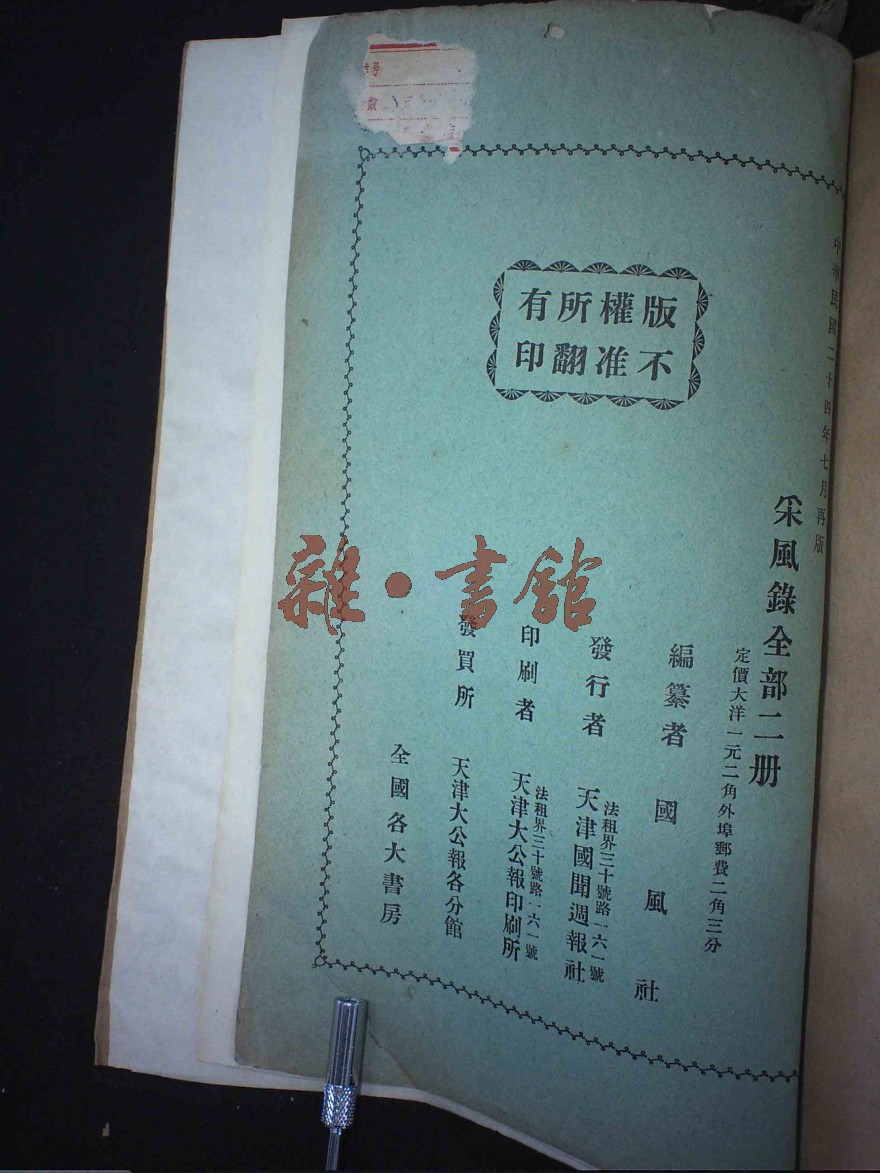 中華民國二十四年七月再版
采風錄全部二册
定價大洋一元二角外埠郵費二角三分
編纂者 國風社
發行者 法租界三十號路一六一號
天津國聞週報社
印刷者 法租界三十號路一六一號
天津大公報印刷所
發買所 天津大公報各分館
全國各大書房
版權所有
不准翻印
雜·書館
号